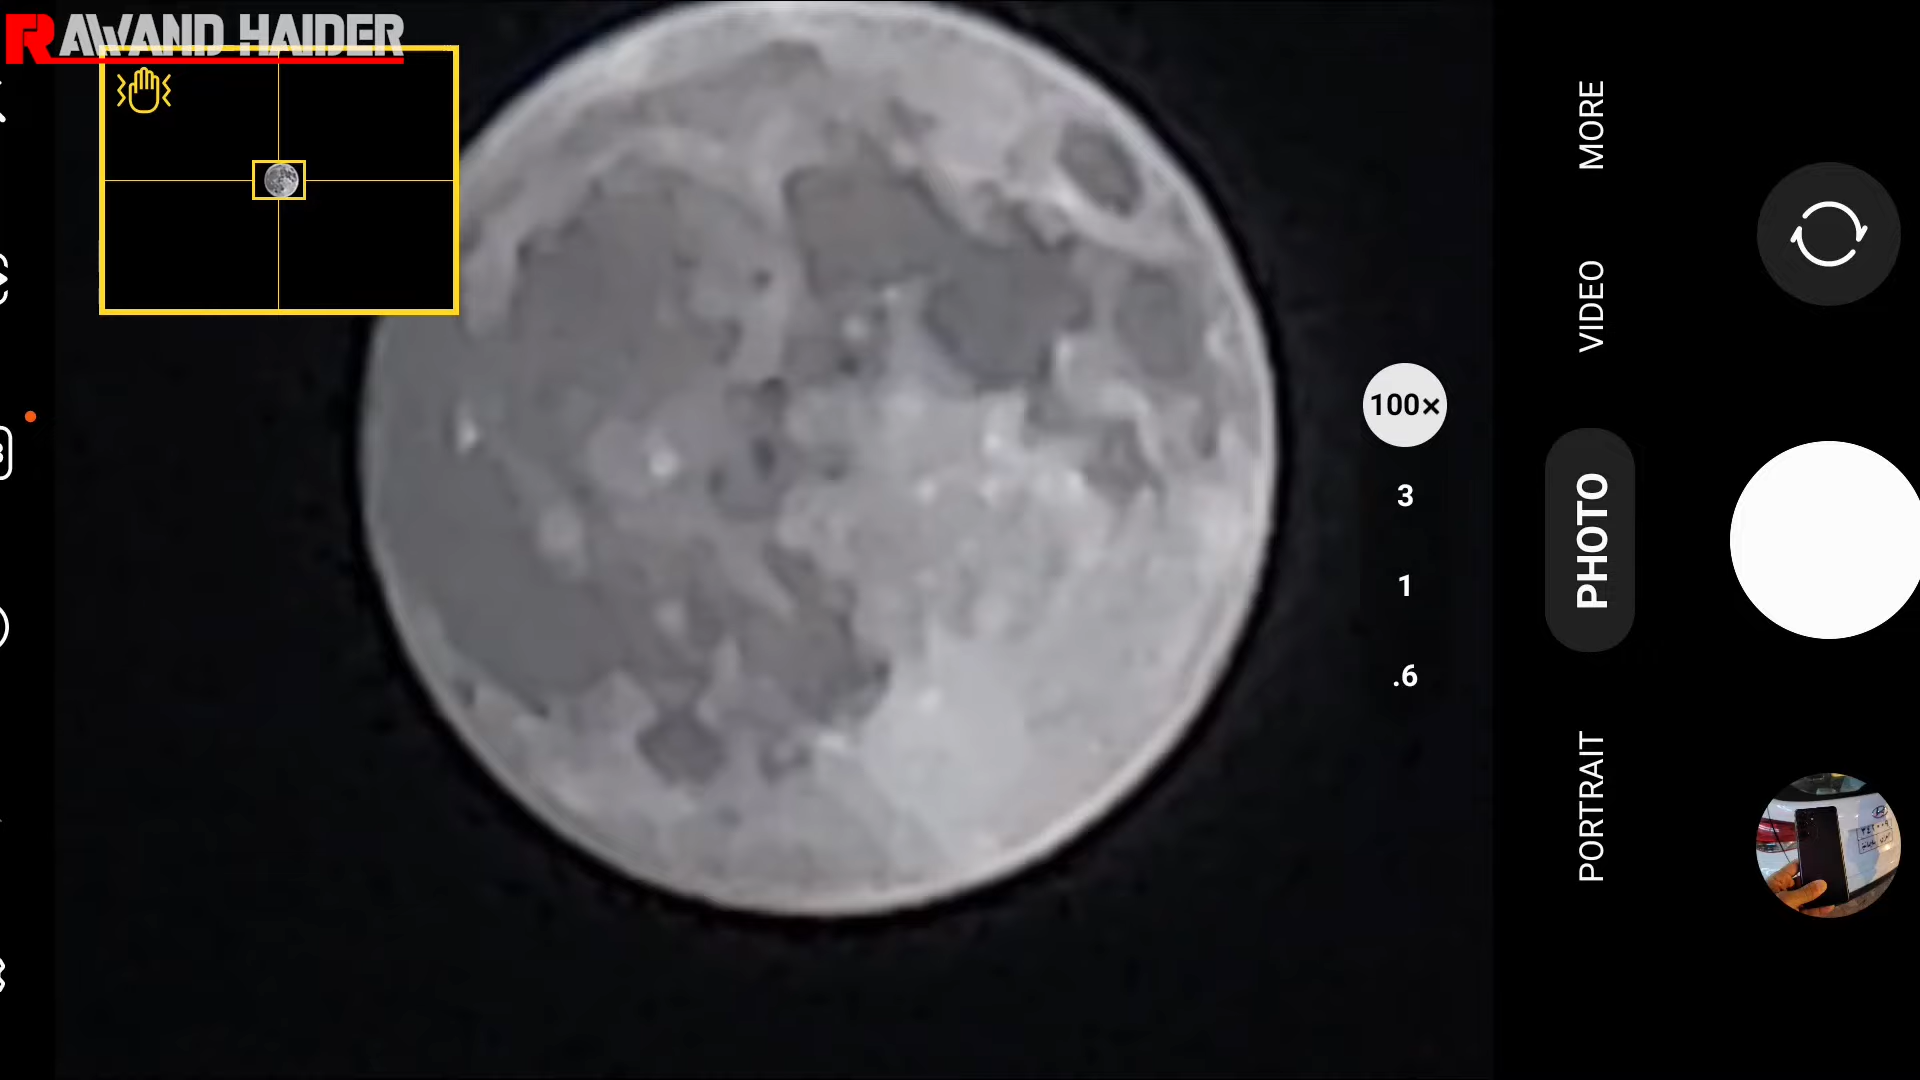 RAWAND HAIDER
MORE
VIDEO
PHOTO
PORTRAIT
100×
3
1
.6